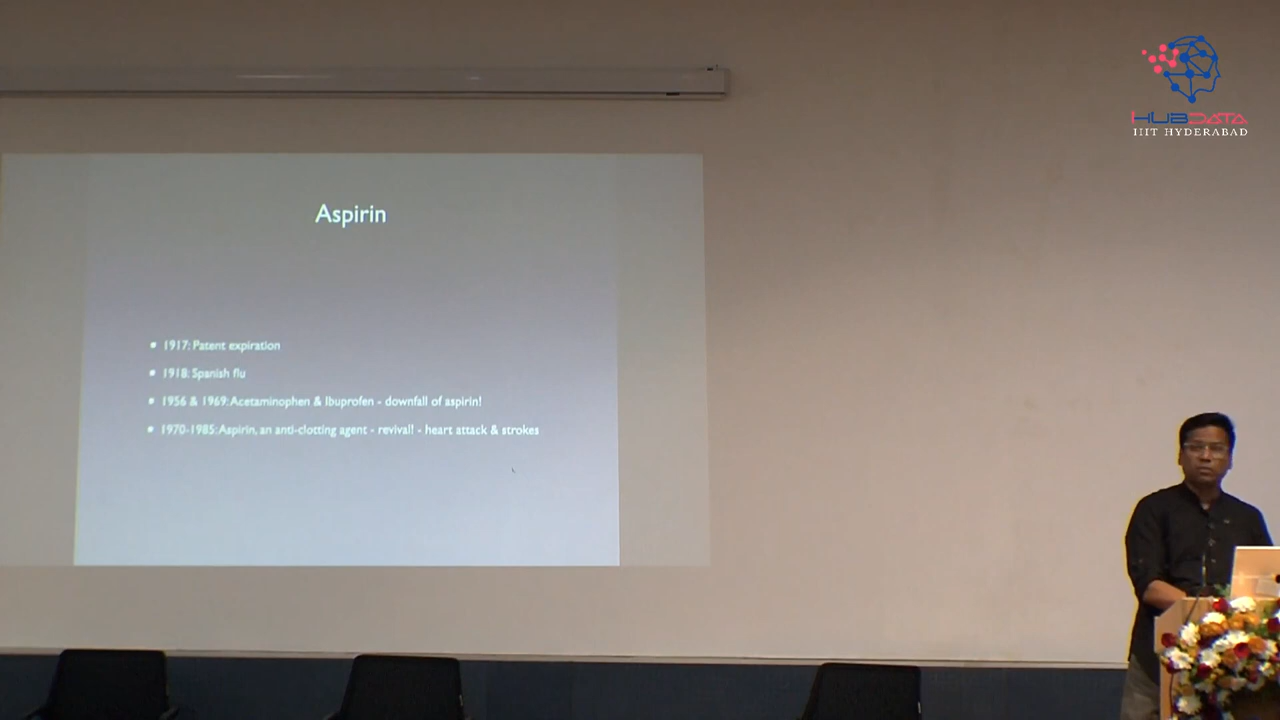 HUBDATA
IIIT HYDERABAD
Aspirin
1917: Patent expiration
1918: Spanish flu
1956 & 1969: Acetaminophen & Ibuprofen - downfall of aspirin!
1970-1985: Aspirin, an anti-clotting agent - revival! - heart attack & strokes